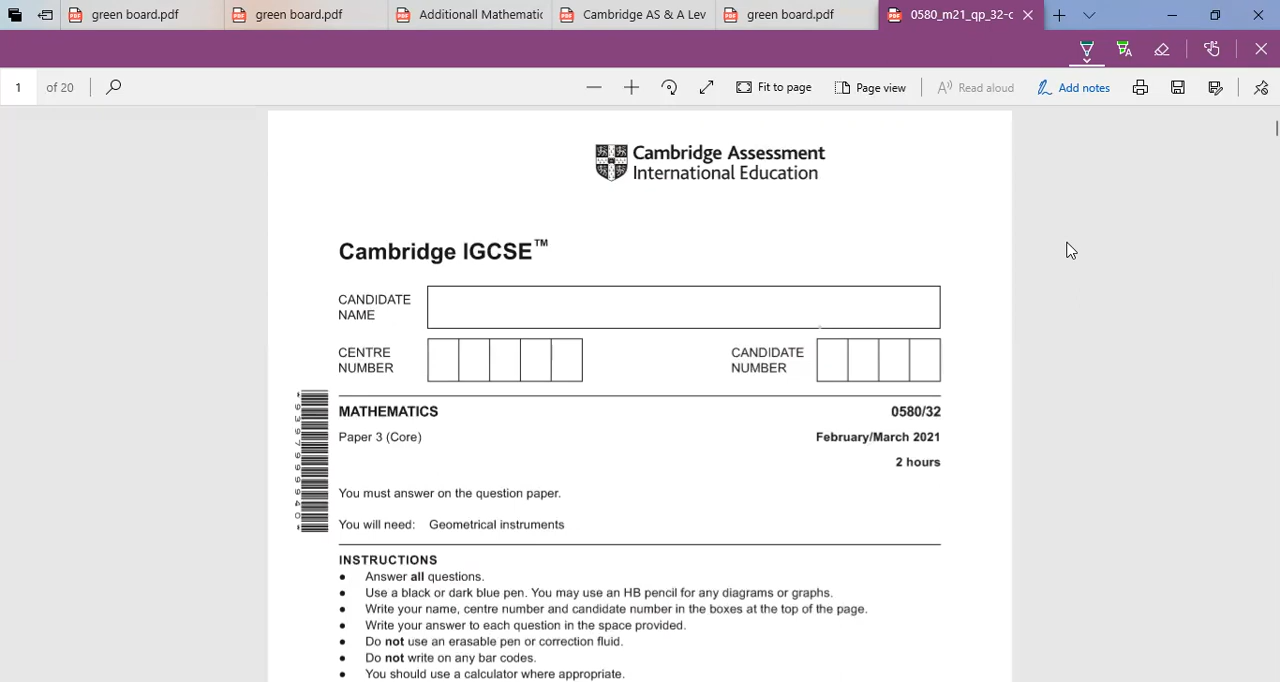 green board.pdf
green board.pdf
Additionall Mathematic
Cambridge AS & A Lev
green board.pdf
0580_m21_qp_32-c
1 of 20
Fit to page
Page view
Read aloud
Add notes
Cambridge Assessment
International Education
Cambridge IGCSE™
CANDIDATE
NAME
CENTRE
NUMBER
CANDIDATE
NUMBER
MATHEMATICS 0580/32
Paper 3 (Core) February/March 2021
2 hours
You must answer on the question paper.
You will need: Geometrical instruments
INSTRUCTIONS
● Answer all questions.
● Use a black or dark blue pen. You may use an HB pencil for any diagrams or graphs.
● Write your name, centre number and candidate number in the boxes at the top of the page.
● Write your answer to each question in the space provided.
● Do not use an erasable pen or correction fluid.
● Do not write on any bar codes.
● You should use a calculator where appropriate.